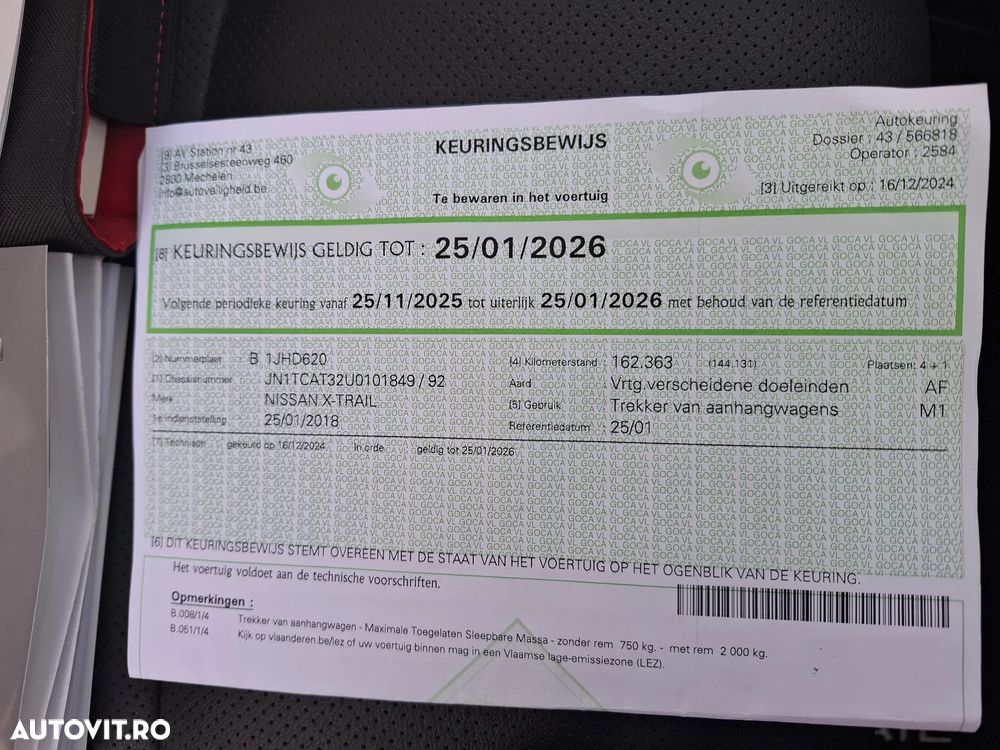 [9] AV Station nr 43
[3] Brusselsesteenweg 460
2800 Mechelen
info@autoveiligheid.be
KEURINGSBEWIJS
Te bewaren in het voertuig
Autokeuring
Dossier : 43 / 566818
Operator : 2584
[3] Uitgereikt op : 16/12/2024
[8] KEURINGSBEWIJS GELDIG TOT : 25/01/2026
Volgende periodieke keuring vanaf 25/11/2025 tot uiterlijk 25/01/2026 met behoud van de referentiedatum
[2] Nummerplaat B 1JHD620
[1] Chassisnummer JN1TCAT32U0101849 / 92
Merk NISSAN X-TRAIL
1e indienststelling 25/01/2018
[4] Kilometerstand 162.363 (144.131) Plaatsen: 4 + 1
Aard Vrtg.verscheidene doeleinden AF
[5] Gebruik Trekker van aanhangwagens M1
Referentiedatum 25/01
[7] Technisch gekeurd op 16/12/2024 in orde geldig tot 25/01/2026
[6] DIT KEURINGSBEWIJS STEMT OVEREEN MET DE STAAT VAN HET VOERTUIG OP HET OGENBLIK VAN DE KEURING.
Het voertuig voldoet aan de technische voorschriften.
Opmerkingen :
B.008/1/4 Trekker van aanhangwagen - Maximale Toegelaten Sleepbare Massa - zonder rem 750 kg. - met rem 2 000 kg.
B.051/1/4 Kijk op vlaanderen.be/lez of uw voertuig binnen mag in een Vlaamse lage-emissiezone (LEZ).
AUTOVIT.RO